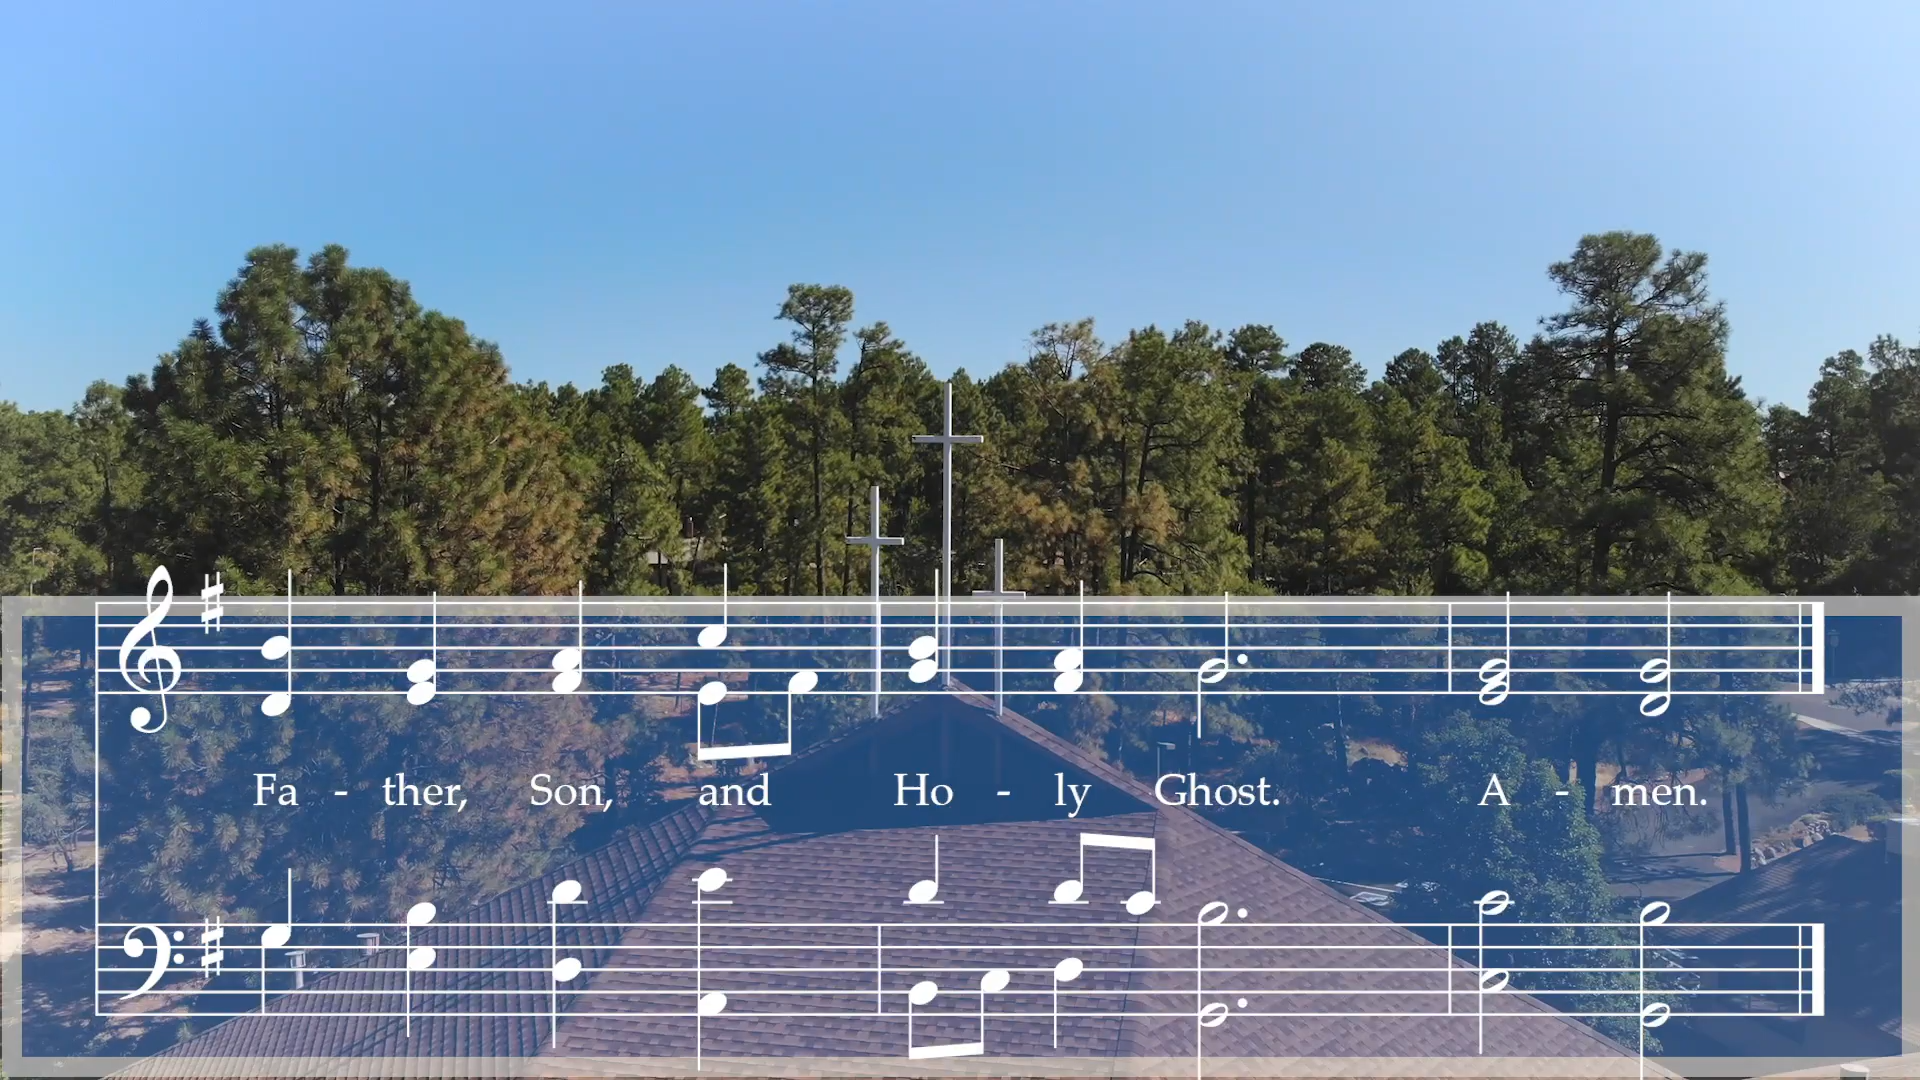 Fa - ther, Son, and Ho - ly Ghost. A - men.